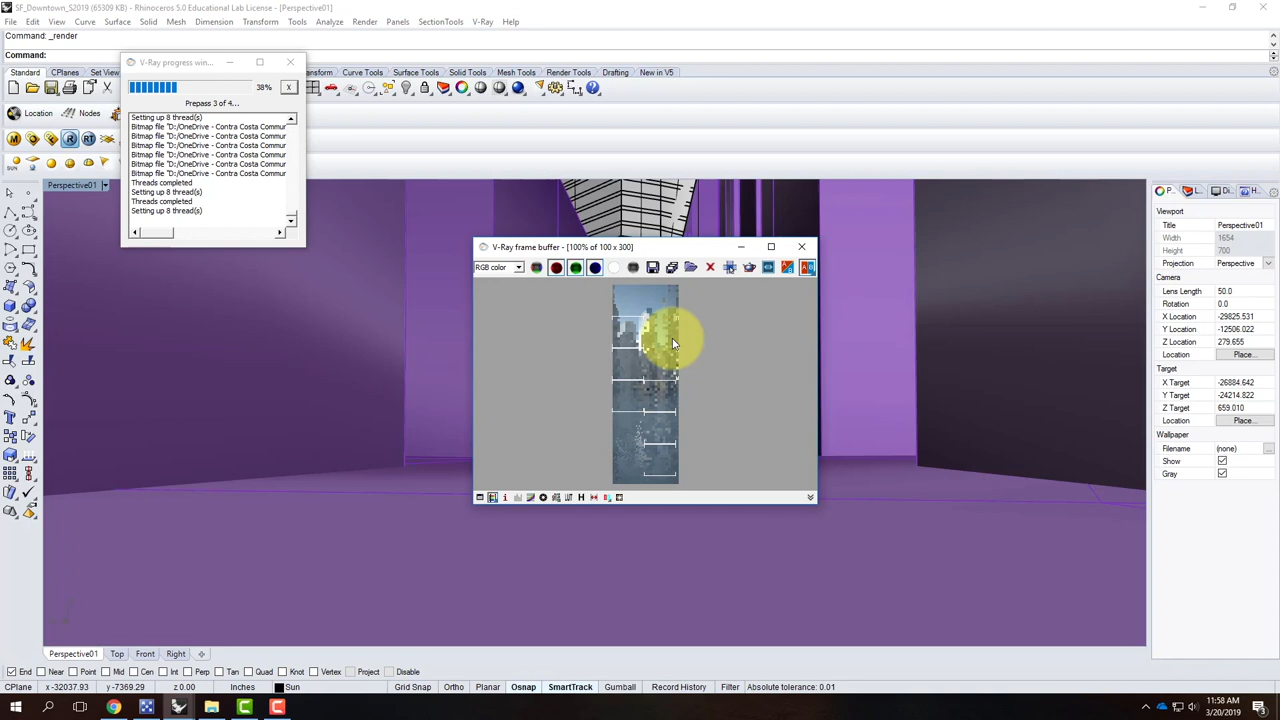 SF_Downtown_S2019 (65309 KB) - Rhinoceros 5.0 Educational Lab License - [Perspective01]
File Edit View Curve Surface Solid Mesh Dimension Transform Tools Analyze Render Panels SectionTools V-Ray Help
Command: _render
Command:
Standard CPlanes Set View
ansform Curve Tools Surface Tools Solid Tools Mesh Tools Render Tools Drafting New in V5
Location Nodes
V-Ray progress win...
38% X
Prepass 3 of 4...
Setting up 8 thread(s)
Bitmap file "D:/OneDrive - Contra Costa Commur
Bitmap file "D:/OneDrive - Contra Costa Commur
Bitmap file "D:/OneDrive - Contra Costa Commur
Bitmap file "D:/OneDrive - Contra Costa Commur
Bitmap file "D:/OneDrive - Contra Costa Commur
Bitmap file "D:/OneDrive - Contra Costa Commur
Threads completed
Setting up 8 thread(s)
Threads completed
Setting up 8 thread(s)
M R RT
SUN
Perspective01
V-Ray frame buffer - [100% of 100 x 300]
RGB color
P... L... Di... H...
Viewport
Title Perspective01
Width 1654
Height 700
Projection Perspective
Camera
Lens Length 50.0
Rotation 0.0
X Location -29825.531
Y Location -12506.022
Z Location 279.655
Location Place...
Target
X Target -26884.642
Y Target -24214.822
Z Target 659.010
Location Place...
Wallpaper
Filename (none) ...
Show
Gray
Perspective01 Top Front Right
End Near Point Mid Cen Int Perp Tan Quad Knot Vertex Project Disable
CPlane x -32037.93 y -7369.29 z 0.00 Inches Sun Grid Snap Ortho Planar Osnap SmartTrack Gumball Record History Filter Absolute tolerance: 0.01
11:58 AM
3/20/2019